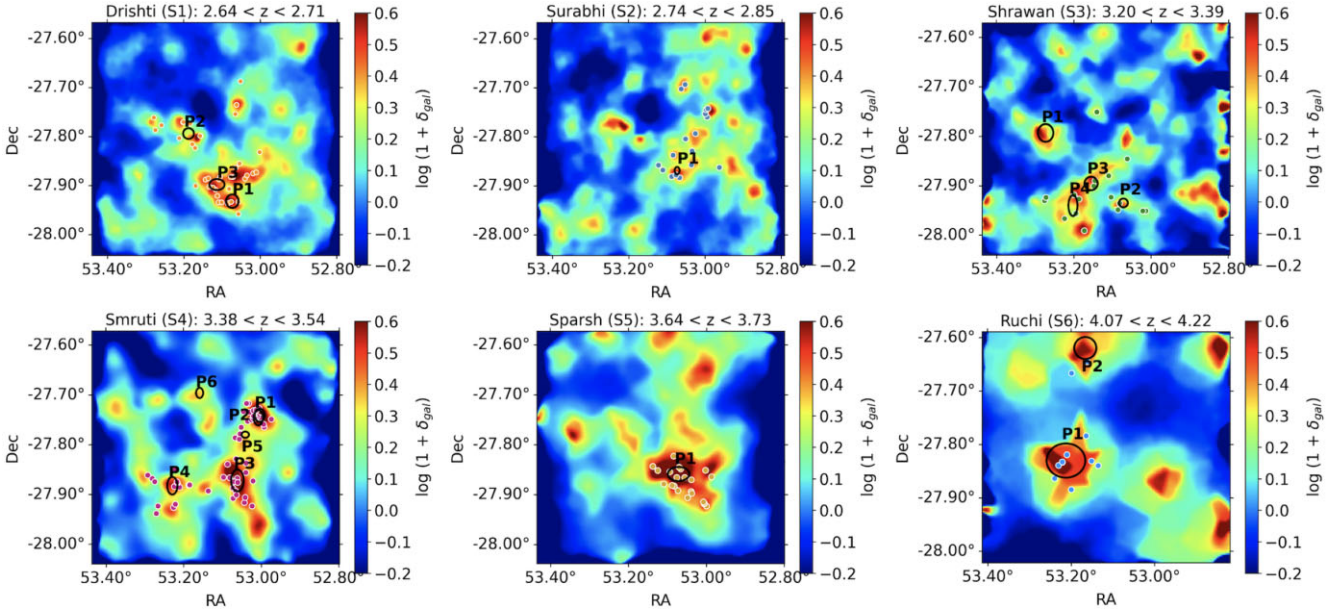 Drishti (S1): 2.64 < z < 2.71
-27.60°
-27.70°
-27.80°
-27.90°
-28.00°
Dec
P2
P3
P1
53.40
53.20°
53.00°
52.80°
RA
0.6
0.5
0.4
0.3
0.2
0.1
0.0
−0.1
−0.2
log (1 + δgal)
Surabhi (S2): 2.74 < z < 2.85
-27.60°
-27.70°
-27.80°
-27.90°
-28.00°
Dec
P1
53.40
53.20°
53.00°
52.80°
RA
0.6
0.5
0.4
0.3
0.2
0.1
0.0
−0.1
−0.2
log (1 + δgal)
Shrawan (S3): 3.20 < z < 3.39
-27.60°
-27.70°
-27.80°
-27.90°
-28.00°
Dec
P1
P3
P4
P2
53.40
53.20°
53.00°
52.80°
RA
0.6
0.5
0.4
0.3
0.2
0.1
0.0
−0.1
−0.2
log (1 + δgal)
Smruti (S4): 3.38 < z < 3.54
-27.60°
-27.70°
-27.80°
-27.90°
-28.00°
Dec
P6
P1
P2
P5
P3
P4
53.40
53.20°
53.00°
52.80°
RA
0.6
0.5
0.4
0.3
0.2
0.1
0.0
−0.1
−0.2
log (1 + δgal)
Sparsh (S5): 3.64 < z < 3.73
-27.60°
-27.70°
-27.80°
-27.90°
-28.00°
Dec
P1
53.40
53.20°
53.00°
52.80°
RA
0.6
0.5
0.4
0.3
0.2
0.1
0.0
−0.1
−0.2
log (1 + δgal)
Ruchi (S6): 4.07 < z < 4.22
-27.60°
-27.70°
-27.80°
-27.90°
-28.00°
Dec
P2
P1
53.40
53.20°
53.00°
RA
0.6
0.5
0.4
0.3
0.2
0.1
0.0
−0.1
−0.2
log (1 + δgal)